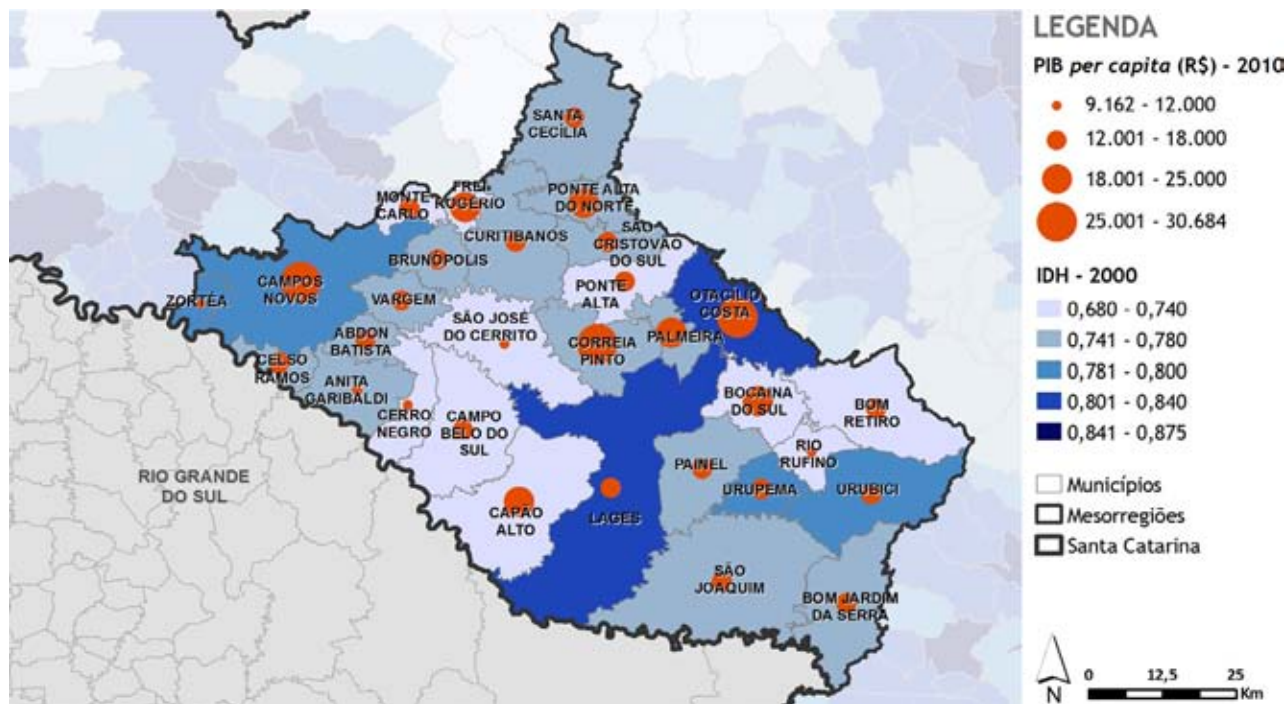 LEGENDA
PIB per capita (R$) - 2010
9.162 - 12.000
12.001 - 18.000
18.001 - 25.000
25.001 - 30.684
IDH - 2000
0,680 - 0,740
0,741 - 0,780
0,781 - 0,800
0,801 - 0,840
0,841 - 0,875
Municípios
Mesorregiões
Santa Catarina
N
0 12,5 25
Km
SANTA
CECÍLIA
MONTE
CARLO
FREI
ROGÉRIO
PONTE ALTA
DO NORTE
CURITIBANOS
SÃO
CRISTOVÃO
DO SUL
BRUNÓPOLIS
CAMPOS
NOVOS
ZORTÉA
VARGEM
PONTE
ALTA
OTACÍLIO
COSTA
SÃO JOSÉ
DO CERRITO
ABDON
BATISTA
CORREIA
PINTO
PALMEIRA
CELSO
RAMOS
ANITA
GARIBALDI
CERRO
NEGRO
CAMPO
BELO DO
SUL
BOCAINA
DO SUL
BOM
RETIRO
RIO
RUFINO
PAINEL
URUPEMA
URUBICI
RIO GRANDE
DO SUL
CAPÃO
ALTO
LAGES
SÃO
JOAQUIM
BOM JARDIM
DA SERRA